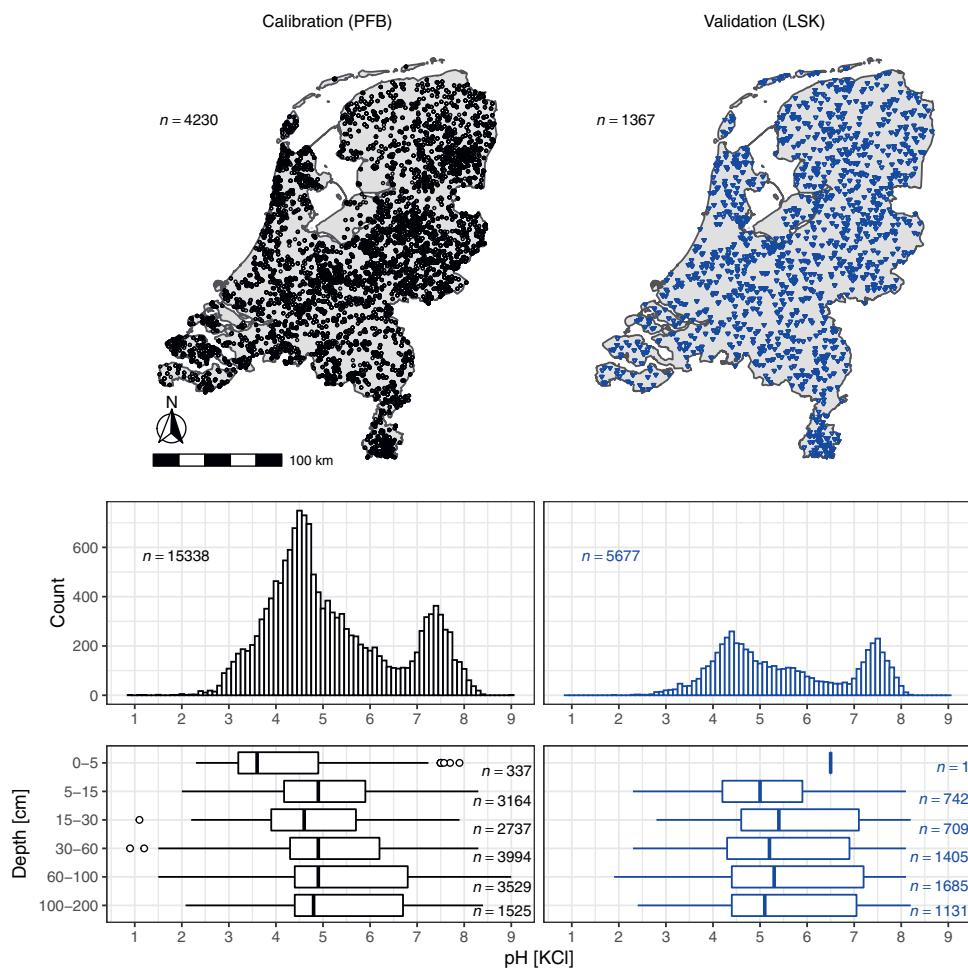 Calibration (PFB) Validation (LSK)
n = 4230 n = 1367
N
100 km
n = 15338 n = 5677
Count
600
400
200
0
1 2 3 4 5 6 7 8 9 1 2 3 4 5 6 7 8 9
Depth [cm]
0–5 n = 337 n = 1
5–15 n = 3164 n = 742
15–30 n = 2737 n = 709
30–60 n = 3994 n = 1405
60–100 n = 3529 n = 1685
100–200 n = 1525 n = 1131
1 2 3 4 5 6 7 8 9 1 2 3 4 5 6 7 8 9
pH [KCl]